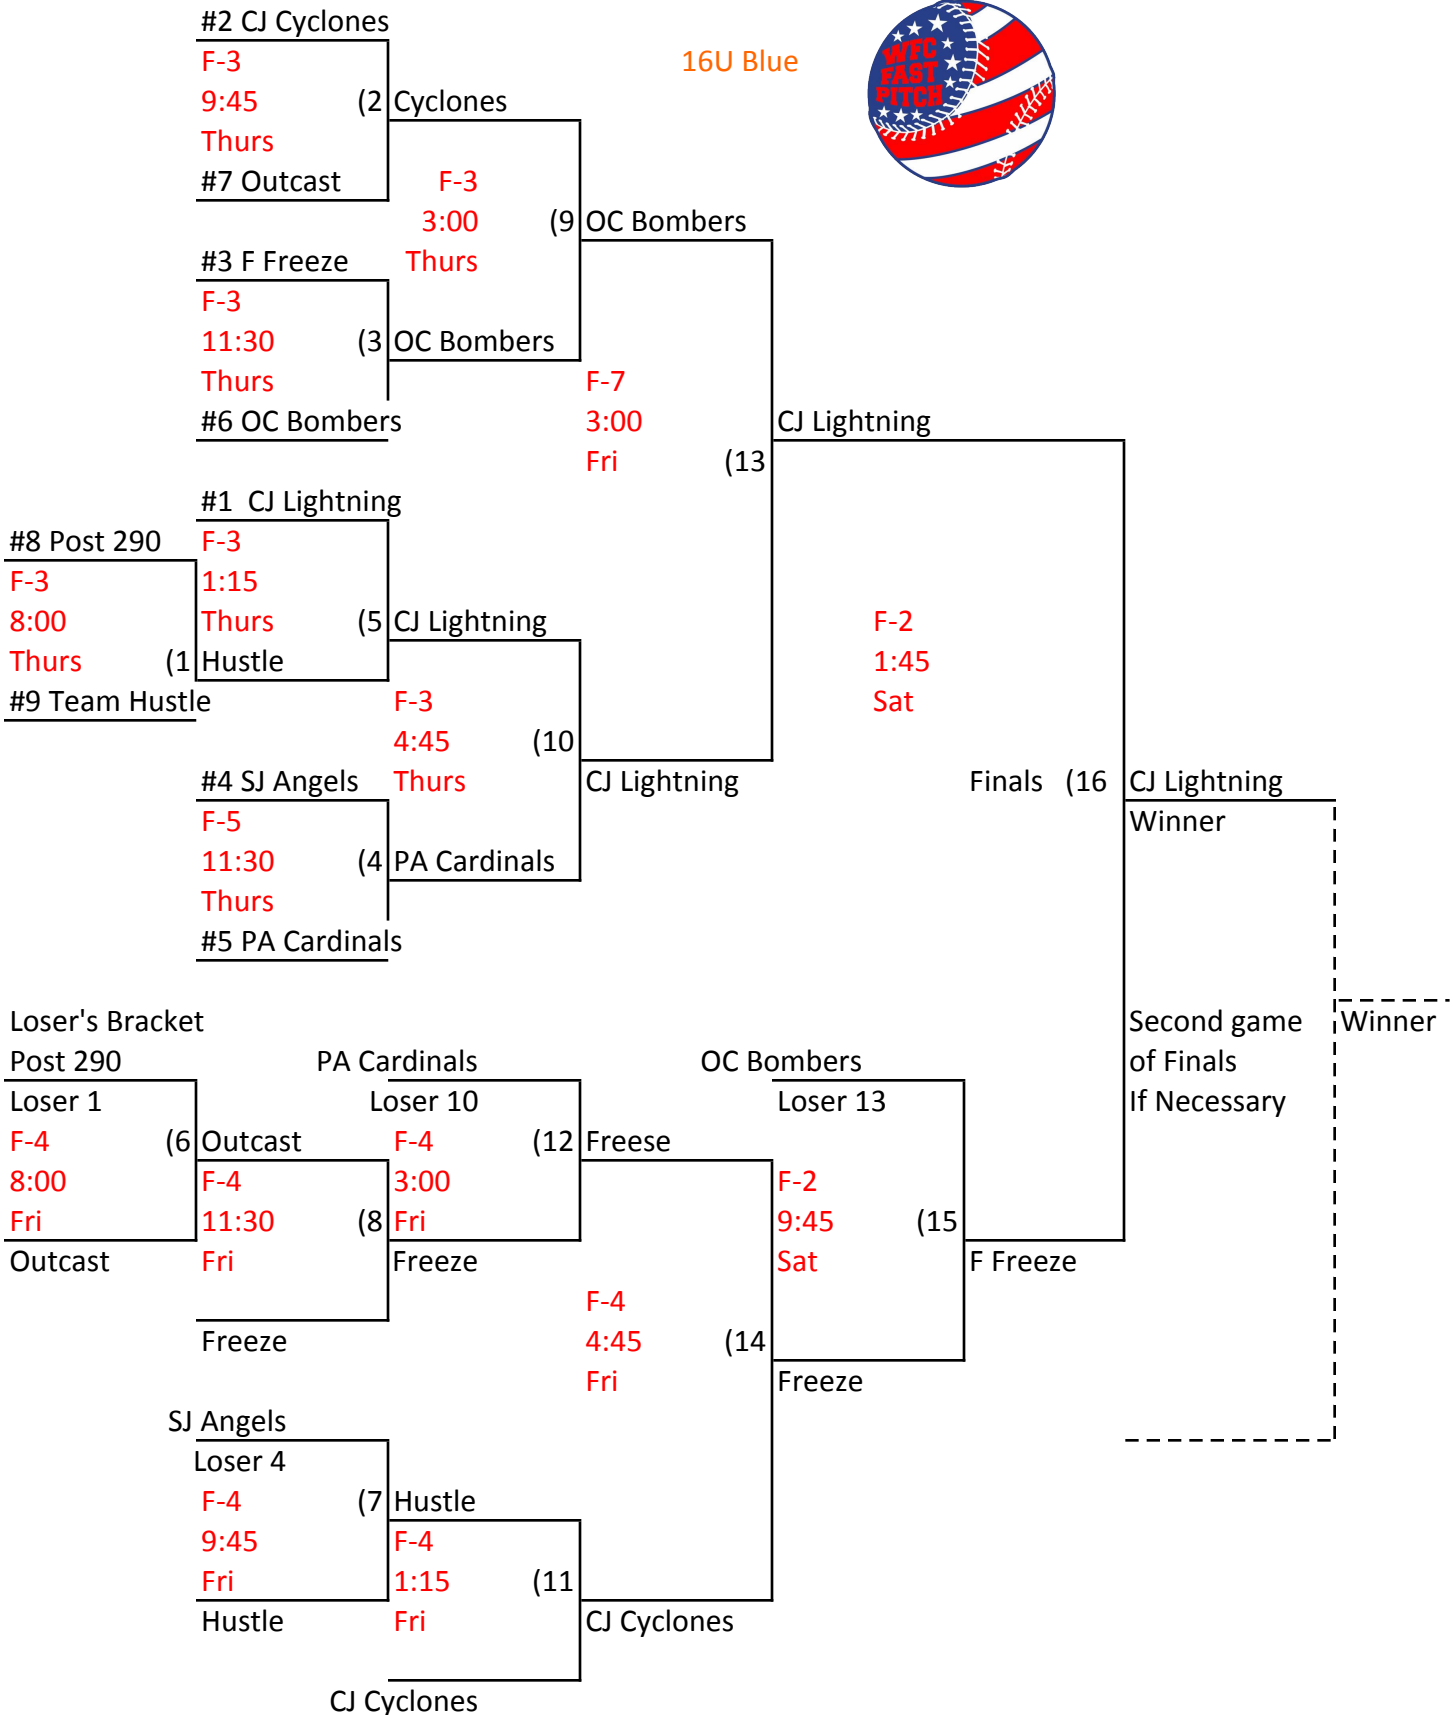 #2 CJ Cyclones
F-3
9:45
Thurs
(2 Cyclones
#7 Outcast
16U Blue
WFC
FAST
PITCH
F-3
3:00
Thurs
(9 OC Bombers
#3 F Freeze
F-3
11:30
Thurs
(3 OC Bombers
#6 OC Bombers
F-7
3:00
Fri
(13
CJ Lightning
#1  CJ Lightning
F-3
1:15
Thurs
(5 CJ Lightning
#8 Post 290
F-3
8:00
Thurs
(1 Hustle
#9 Team Hustle
F-3
4:45
Thurs
(10
CJ Lightning
#4 SJ Angels
F-5
11:30
Thurs
(4 PA Cardinals
#5 PA Cardinals
F-2
1:45
Sat
Finals (16 CJ Lightning
Winner
Loser's Bracket
Post 290
Loser 1
F-4
8:00
Fri
(6 Outcast
Outcast
F-4
11:30
Fri
(8
Freeze
Freeze
PA Cardinals
Loser 10
F-4
3:00
Fri
(12 Freese
OC Bombers
Loser 13
F-2
9:45
Sat
(15
F Freeze
F-4
4:45
Fri
(14
Freeze
SJ Angels
Loser 4
F-4
9:45
Fri
(7 Hustle
Hustle
F-4
1:15
Fri
(11
CJ Cyclones
CJ Cyclones
Second game
of Finals
If Necessary
Winner